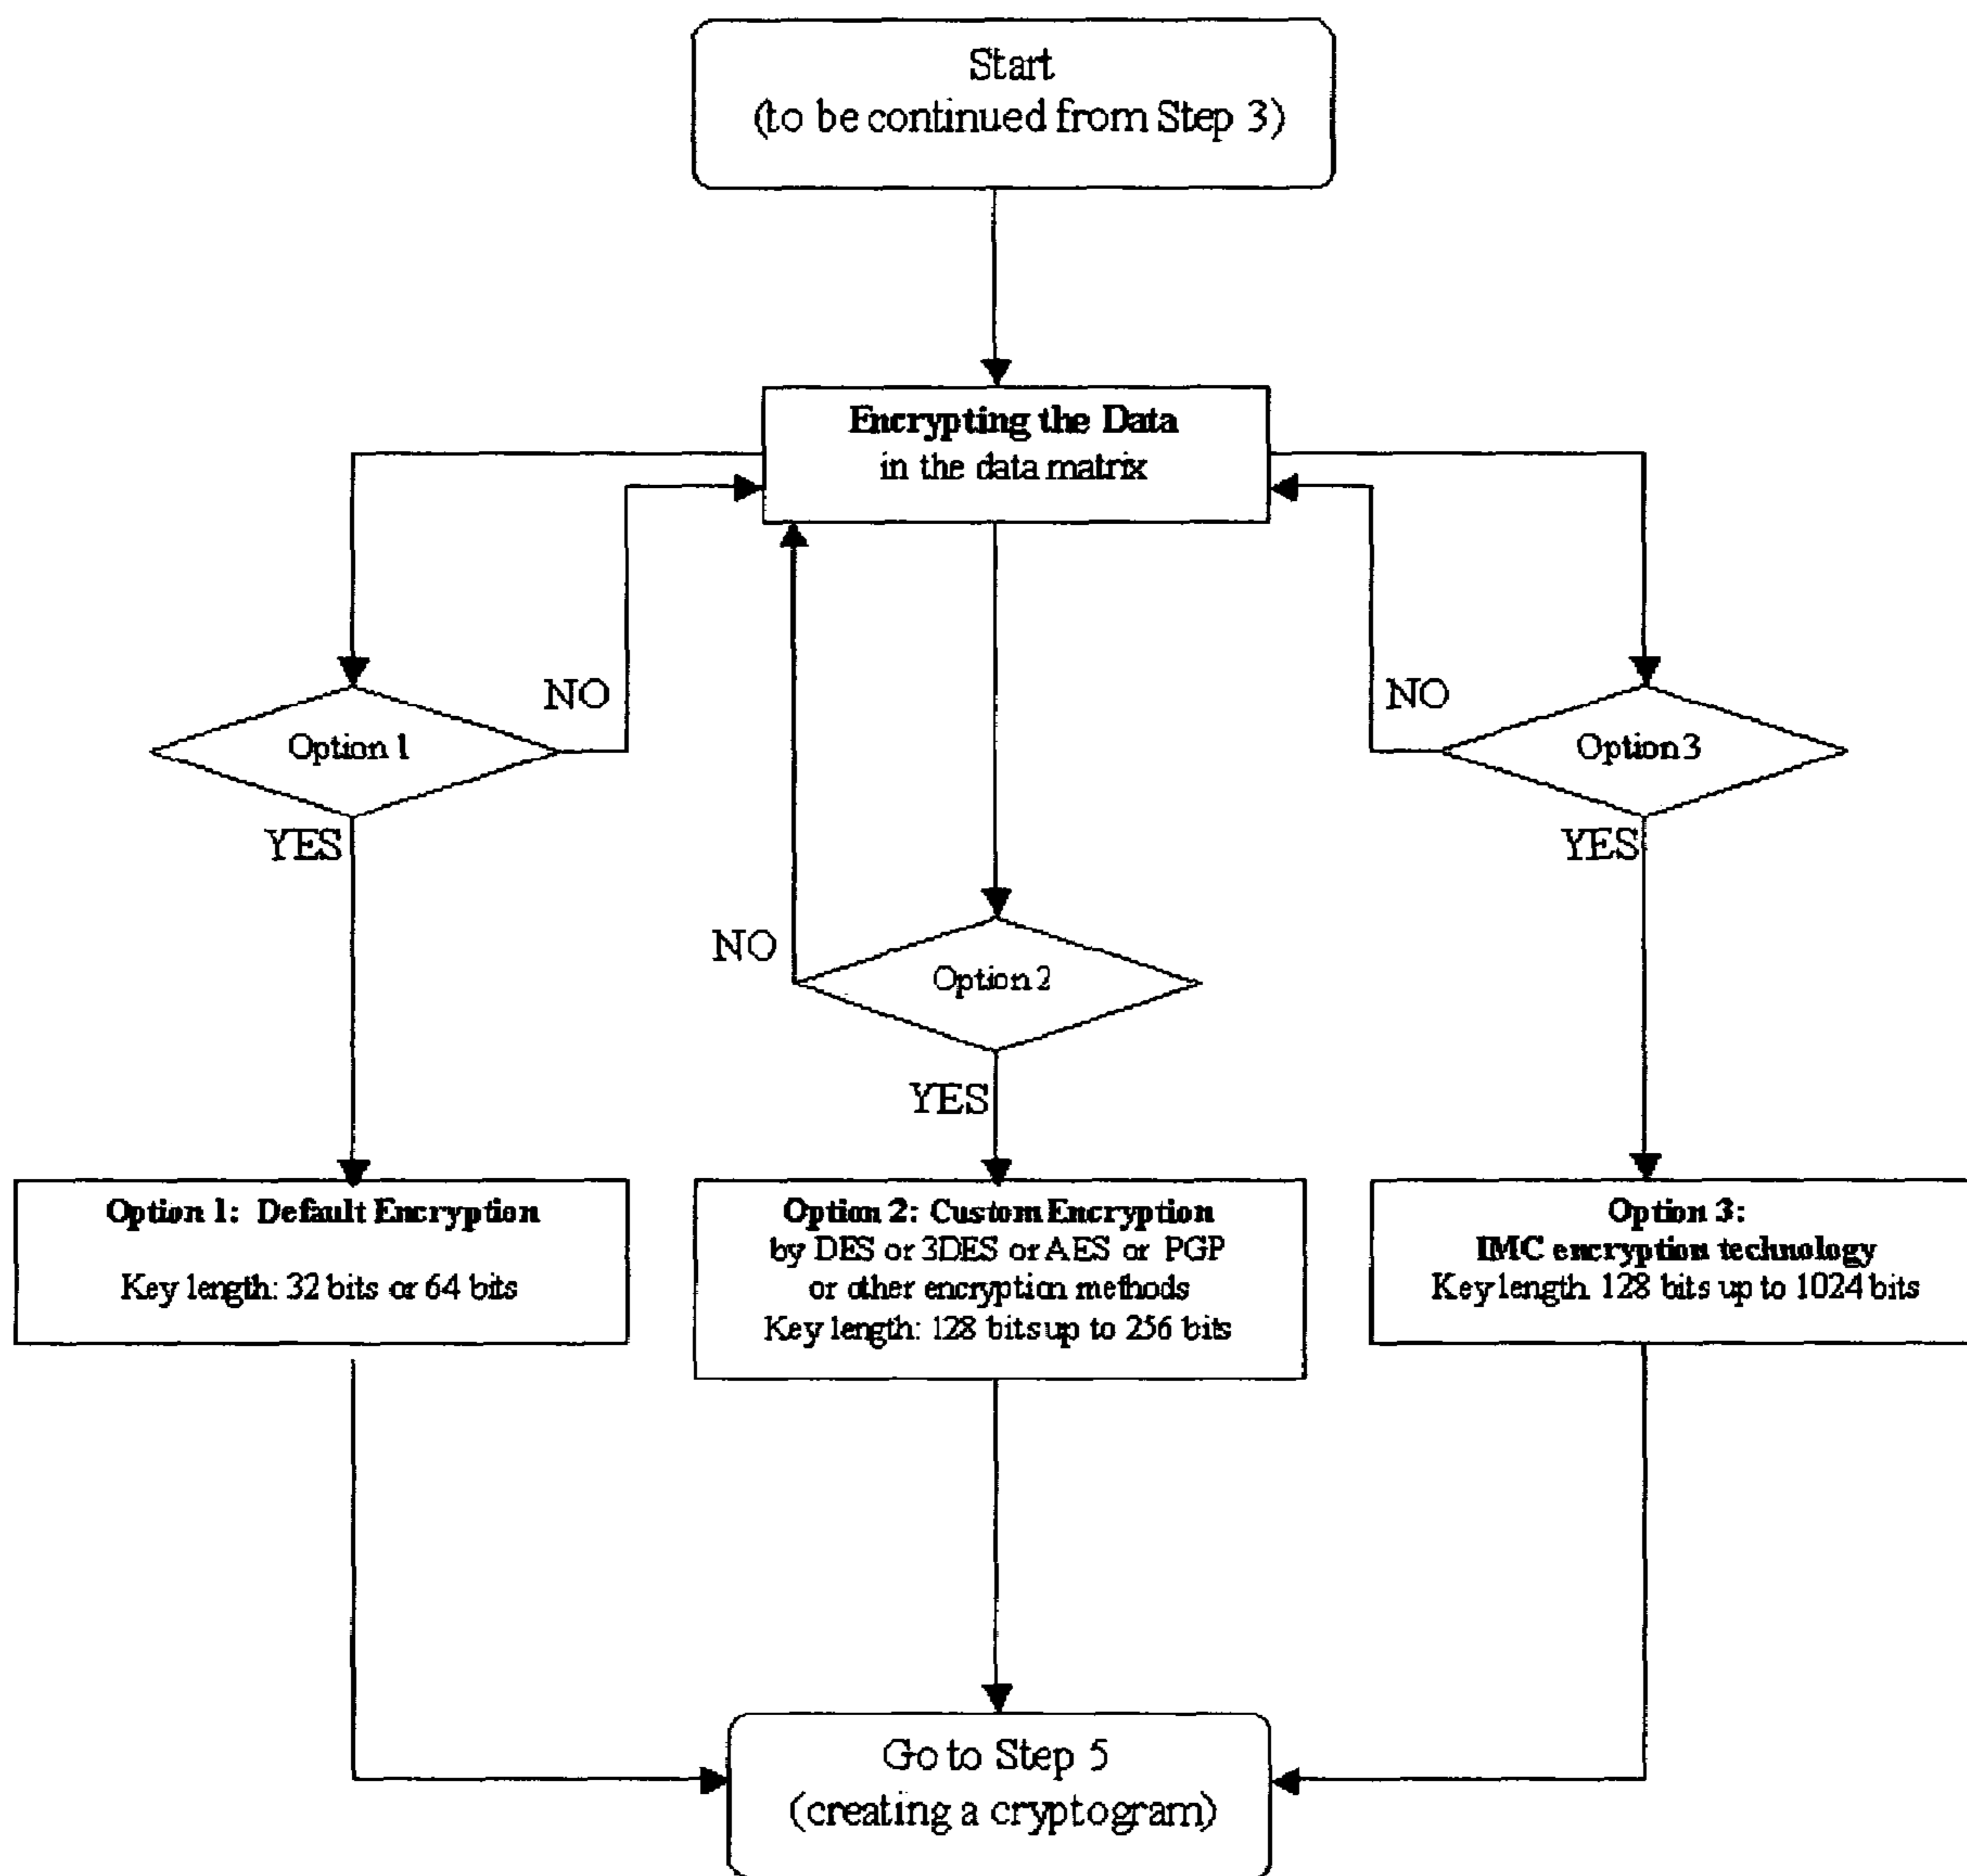 Start
(to be continued from Step 3)
Encrypting the Data
in the data matrix
NO
Option 1
YES
NO
Option 3
YES
NO
Option 2
YES
Option 1: Default Encryption
Key length: 32 bits or 64 bits
Option 2: Custom Encryption
by DES or 3DES or AES or PGP
or other encryption methods
Key length: 128 bits up to 256 bits
Option 3:
IMC encryption technology
Key length 128 bits up to 1024 bits
Go to Step 5
(creating a cryptogram)